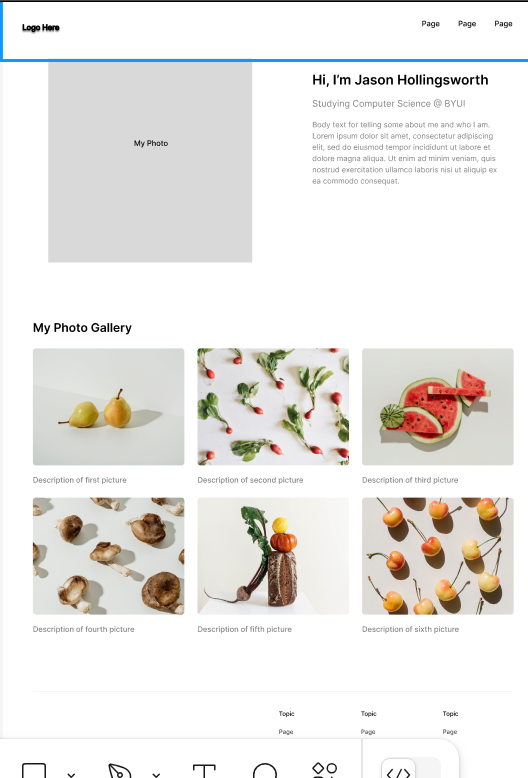 Logo Here
Page Page Page
Hi, I’m Jason Hollingsworth
Studying Computer Science @ BYUI
Body text for telling some about me and who I am.
Lorem ipsum dolor sit amet, consectetur adipiscing
elit, sed do eiusmod tempor incididunt ut labore et
dolore magna aliqua. Ut enim ad minim veniam, quis
nostrud exercitation ullamco laboris nisi ut aliquip ex
ea commodo consequat.
My Photo
My Photo Gallery
Description of first picture
Description of second picture
Description of third picture
Description of fourth picture
Description of fifth picture
Description of sixth picture
Topic Topic Topic
Page Page Page